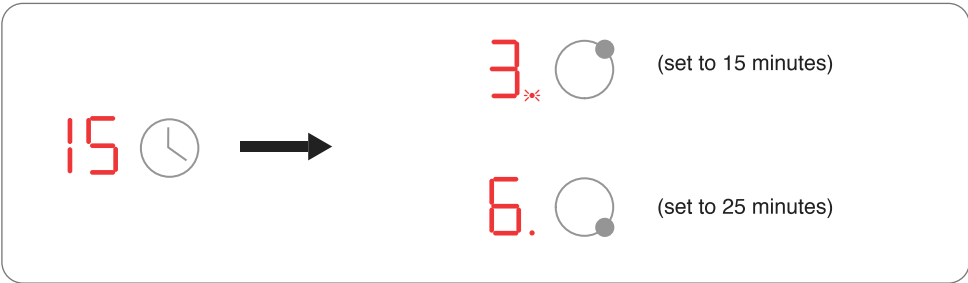 3. (set to 15 minutes)
15
6. (set to 25 minutes)